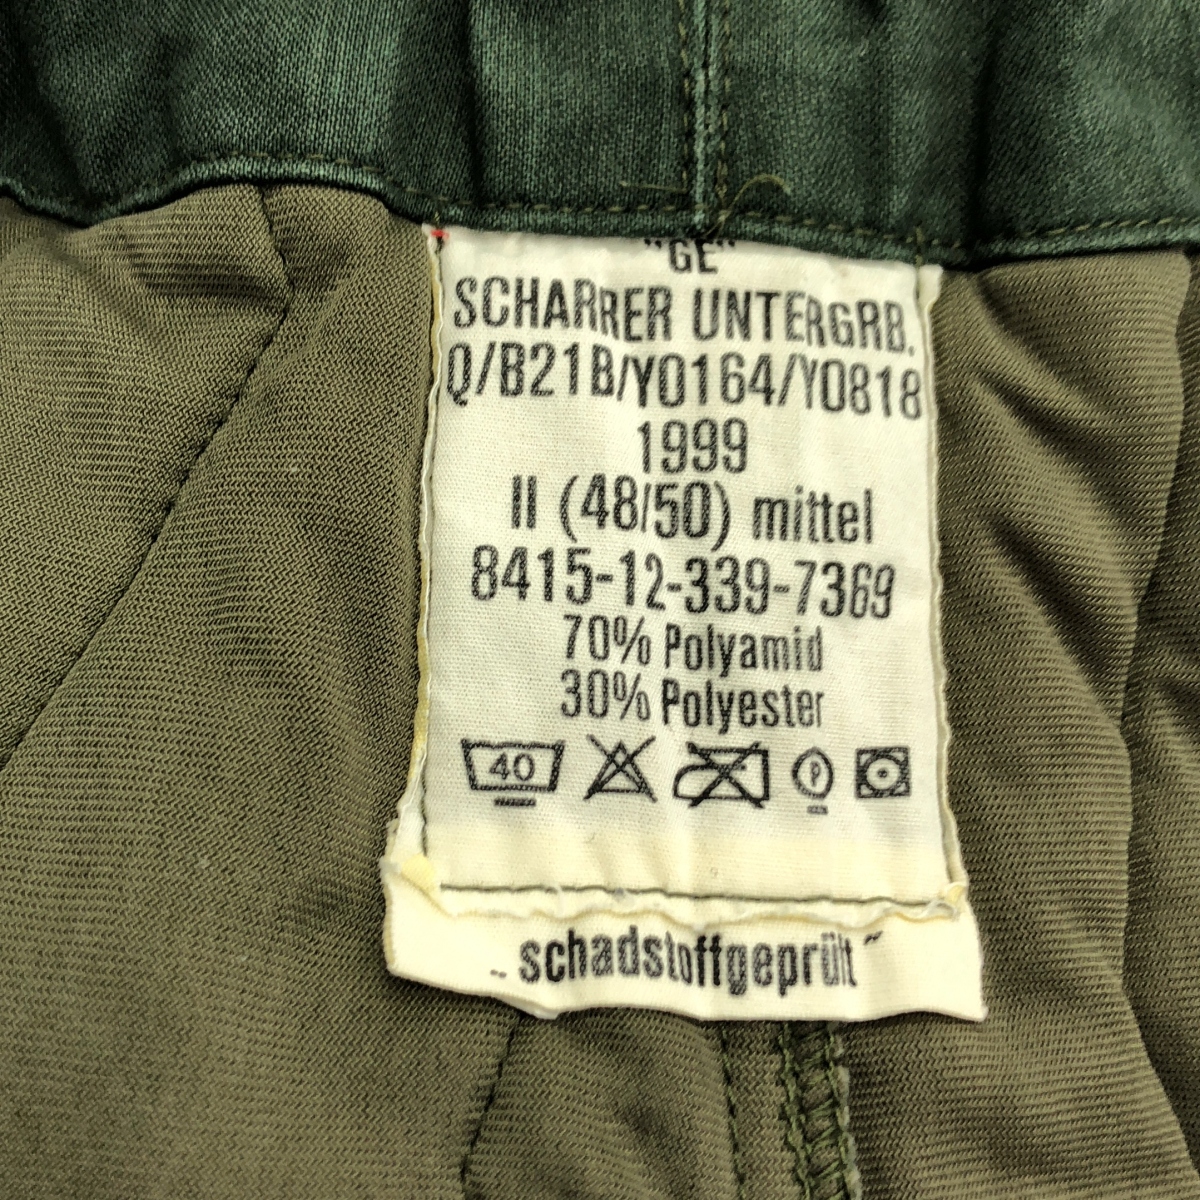 "GE"
SCHARRER UNTERGRB.
Q/B21B/Y0164/Y0818
1999
II (48/50) mittel
8415-12-339-7369
70% Polyamid
30% Polyester
40 P
„schadstoffgeprüft"